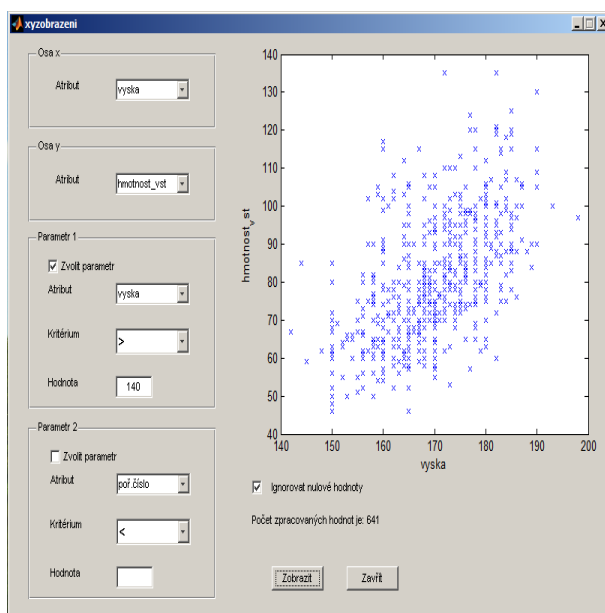 xyzobrazeni
Osa x
Atribut
vyska
Osa y
Atribut
hmotnost_vst
Parametr 1
Zvolit parametr
Atribut
vyska
Kritérium
>
Hodnota
140
Parametr 2
Zvolit parametr
Atribut
poř.číslo
Kritérium
<
Hodnota
140
130
120
110
100
90
80
70
60
50
40
hmotnost_vst
140 150 160 170 180 190 200
vyska
Ignorovat nulové hodnoty
Počet zpracovaných hodnot je: 641
Zobrazit
Zavřít